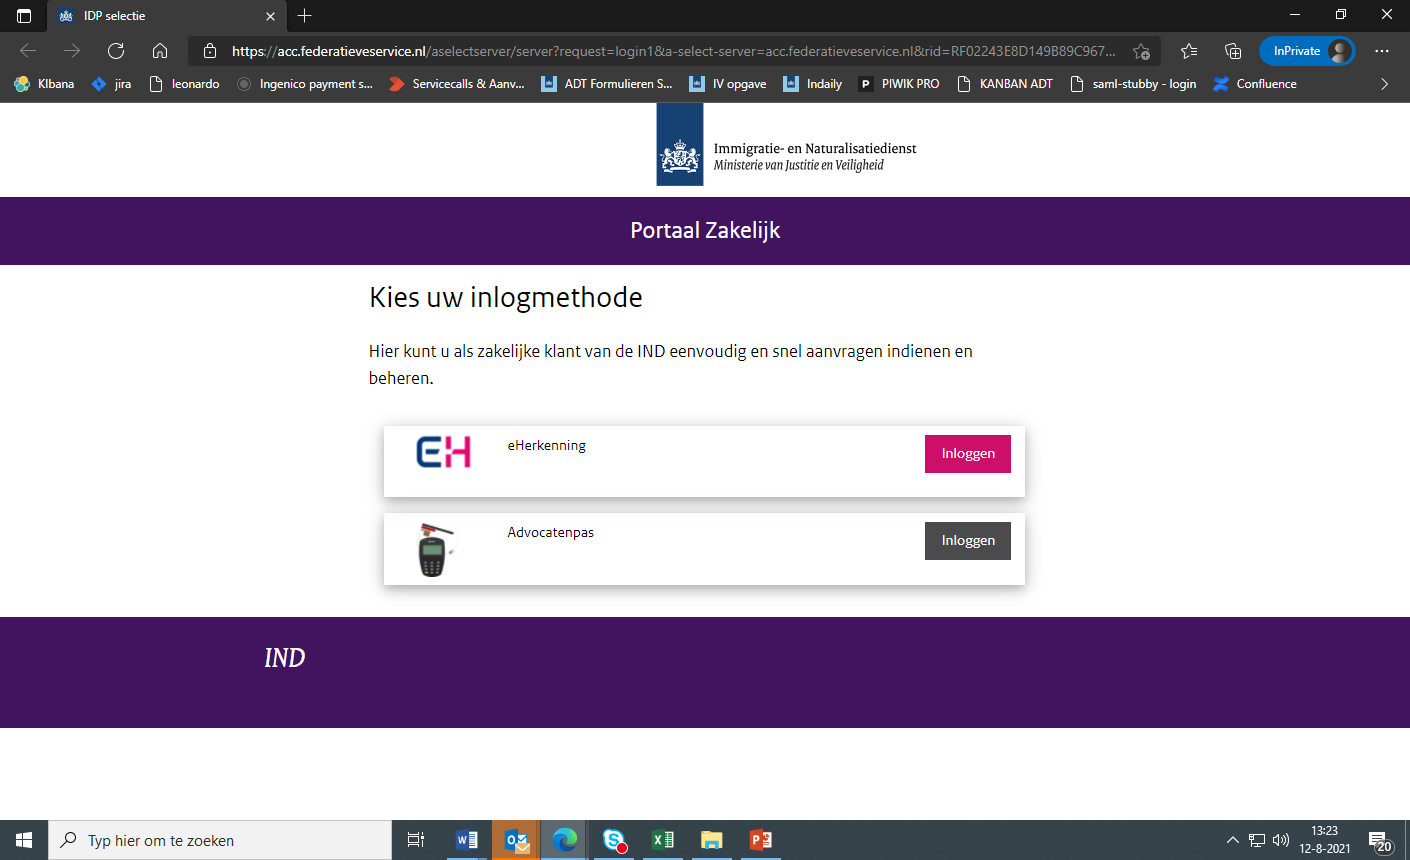 IDP selectie
https://acc.federatieveservice.nl/aselectserver/server?request=login1&a-select-server=acc.federatieveservice.nl&rid=RF02243E8D149B89C967...
InPrivate
KIbana jira leonardo Ingenico payment s... Servicecalls & Aanv... ADT Formulieren S... IV opgave Indaily PIWIK PRO KANBAN ADT saml-stubby - login Confluence
Immigratie- en Naturalisatiedienst
Ministerie van Justitie en Veiligheid
Portaal Zakelijk
Kies uw inlogmethode
Hier kunt u als zakelijke klant van de IND eenvoudig en snel aanvragen indienen en
beheren.
EH eHerkenning Inloggen
Advocatenpas Inloggen
IND
Typ hier om te zoeken
13:23
12-8-2021
20